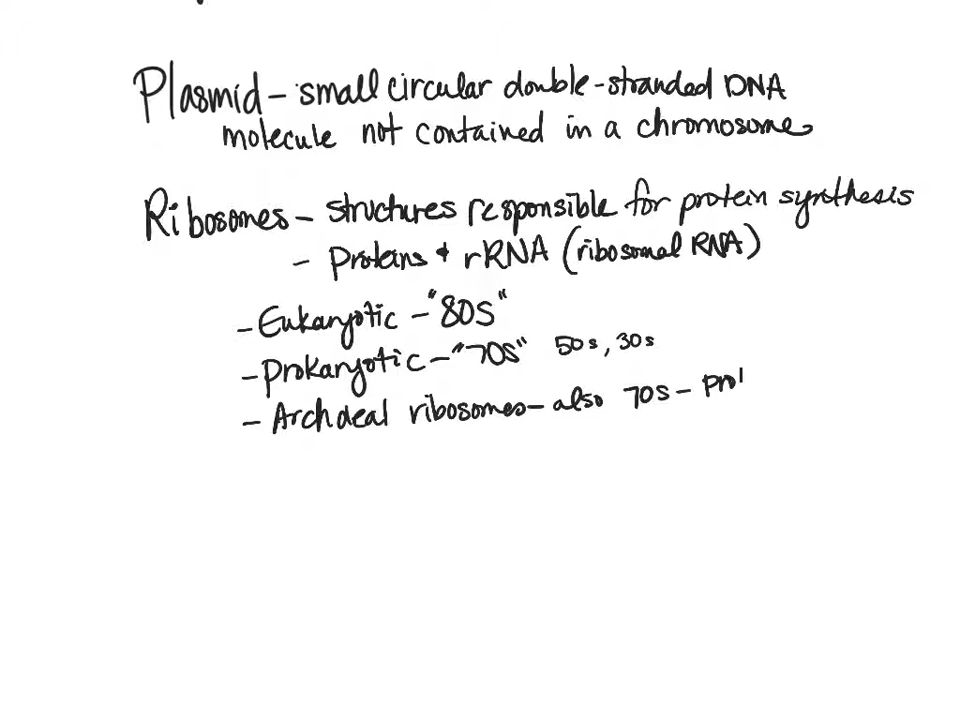 Plasmid - small circular double-stranded DNA
molecule not contained in a chromosome
Ribosomes - structures responsible for protein synthesis
- Proteins + rRNA (ribosomal RNA)
- Eukaryotic - "80S"
- Prokaryotic - "70S" 50s, 30s
- Archaeal ribosomes - also 70S -